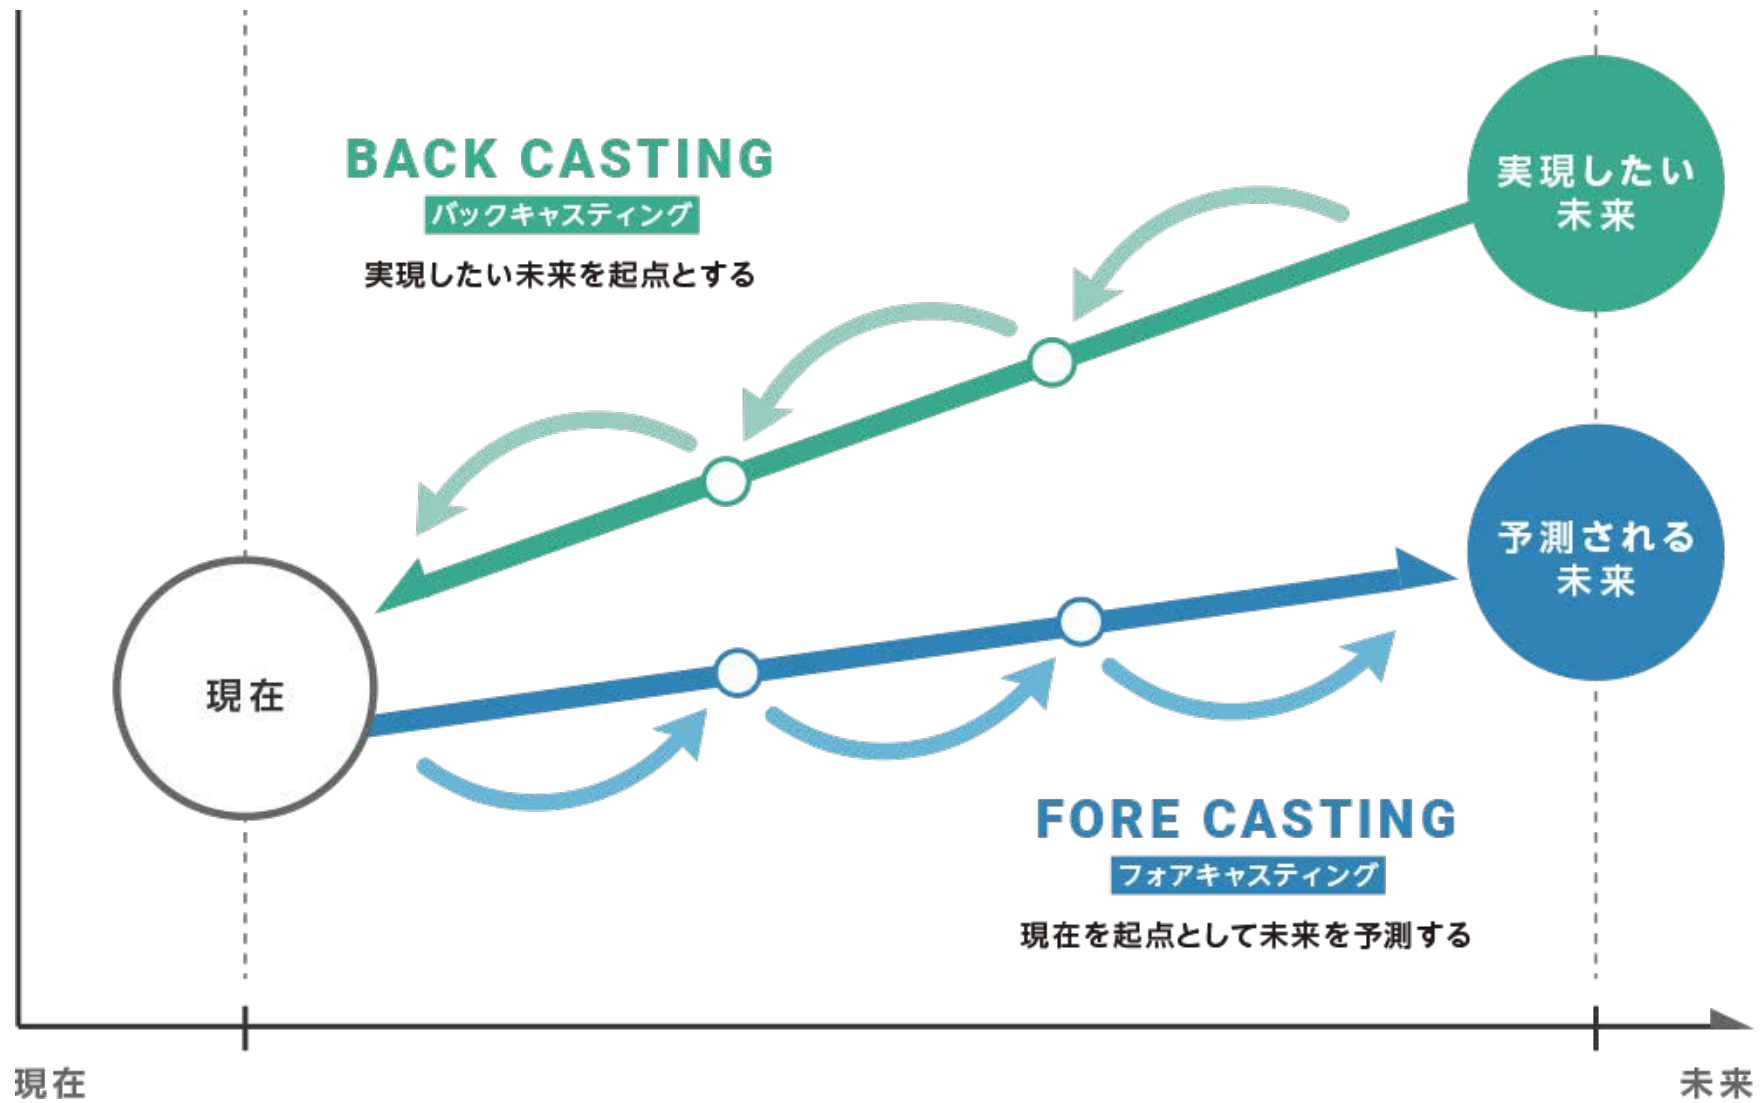 BACK CASTING
バックキャスティング
実現したい未来を起点とする
実現したい
未来
予測される
未来
現在
FORE CASTING
フォアキャスティング
現在を起点として未来を予測する
現在
未来